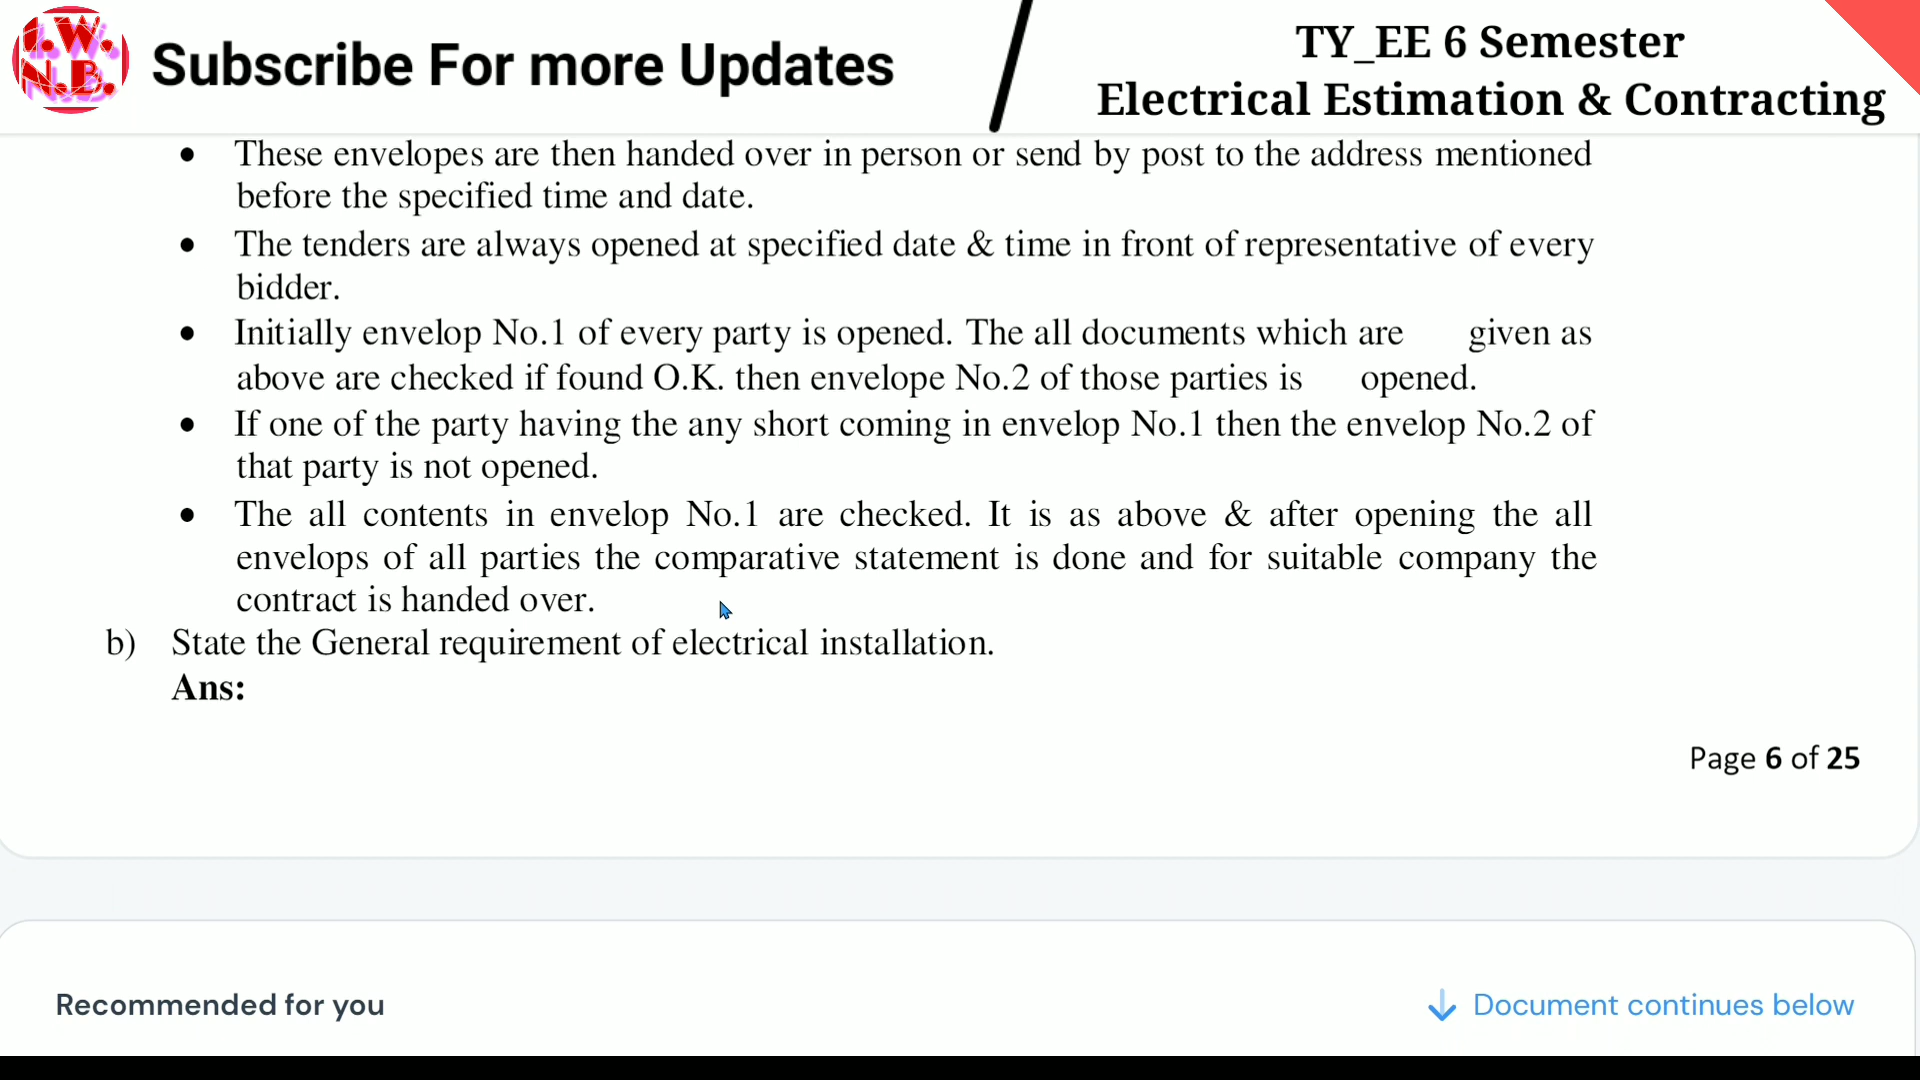 I.W.
N.B.
Subscribe For more Updates
TY_EE 6 Semester
Electrical Estimation & Contracting
• These envelopes are then handed over in person or send by post to the address mentioned
before the specified time and date.
• The tenders are always opened at specified date & time in front of representative of every
bidder.
• Initially envelop No.1 of every party is opened. The all documents which are given as
above are checked if found O.K. then envelope No.2 of those parties is opened.
• If one of the party having the any short coming in envelop No.1 then the envelop No.2 of
that party is not opened.
• The all contents in envelop No.1 are checked. It is as above & after opening the all
envelops of all parties the comparative statement is done and for suitable company the
contract is handed over.
b) State the General requirement of electrical installation.
Ans:
Page 6 of 25
Recommended for you
Document continues below